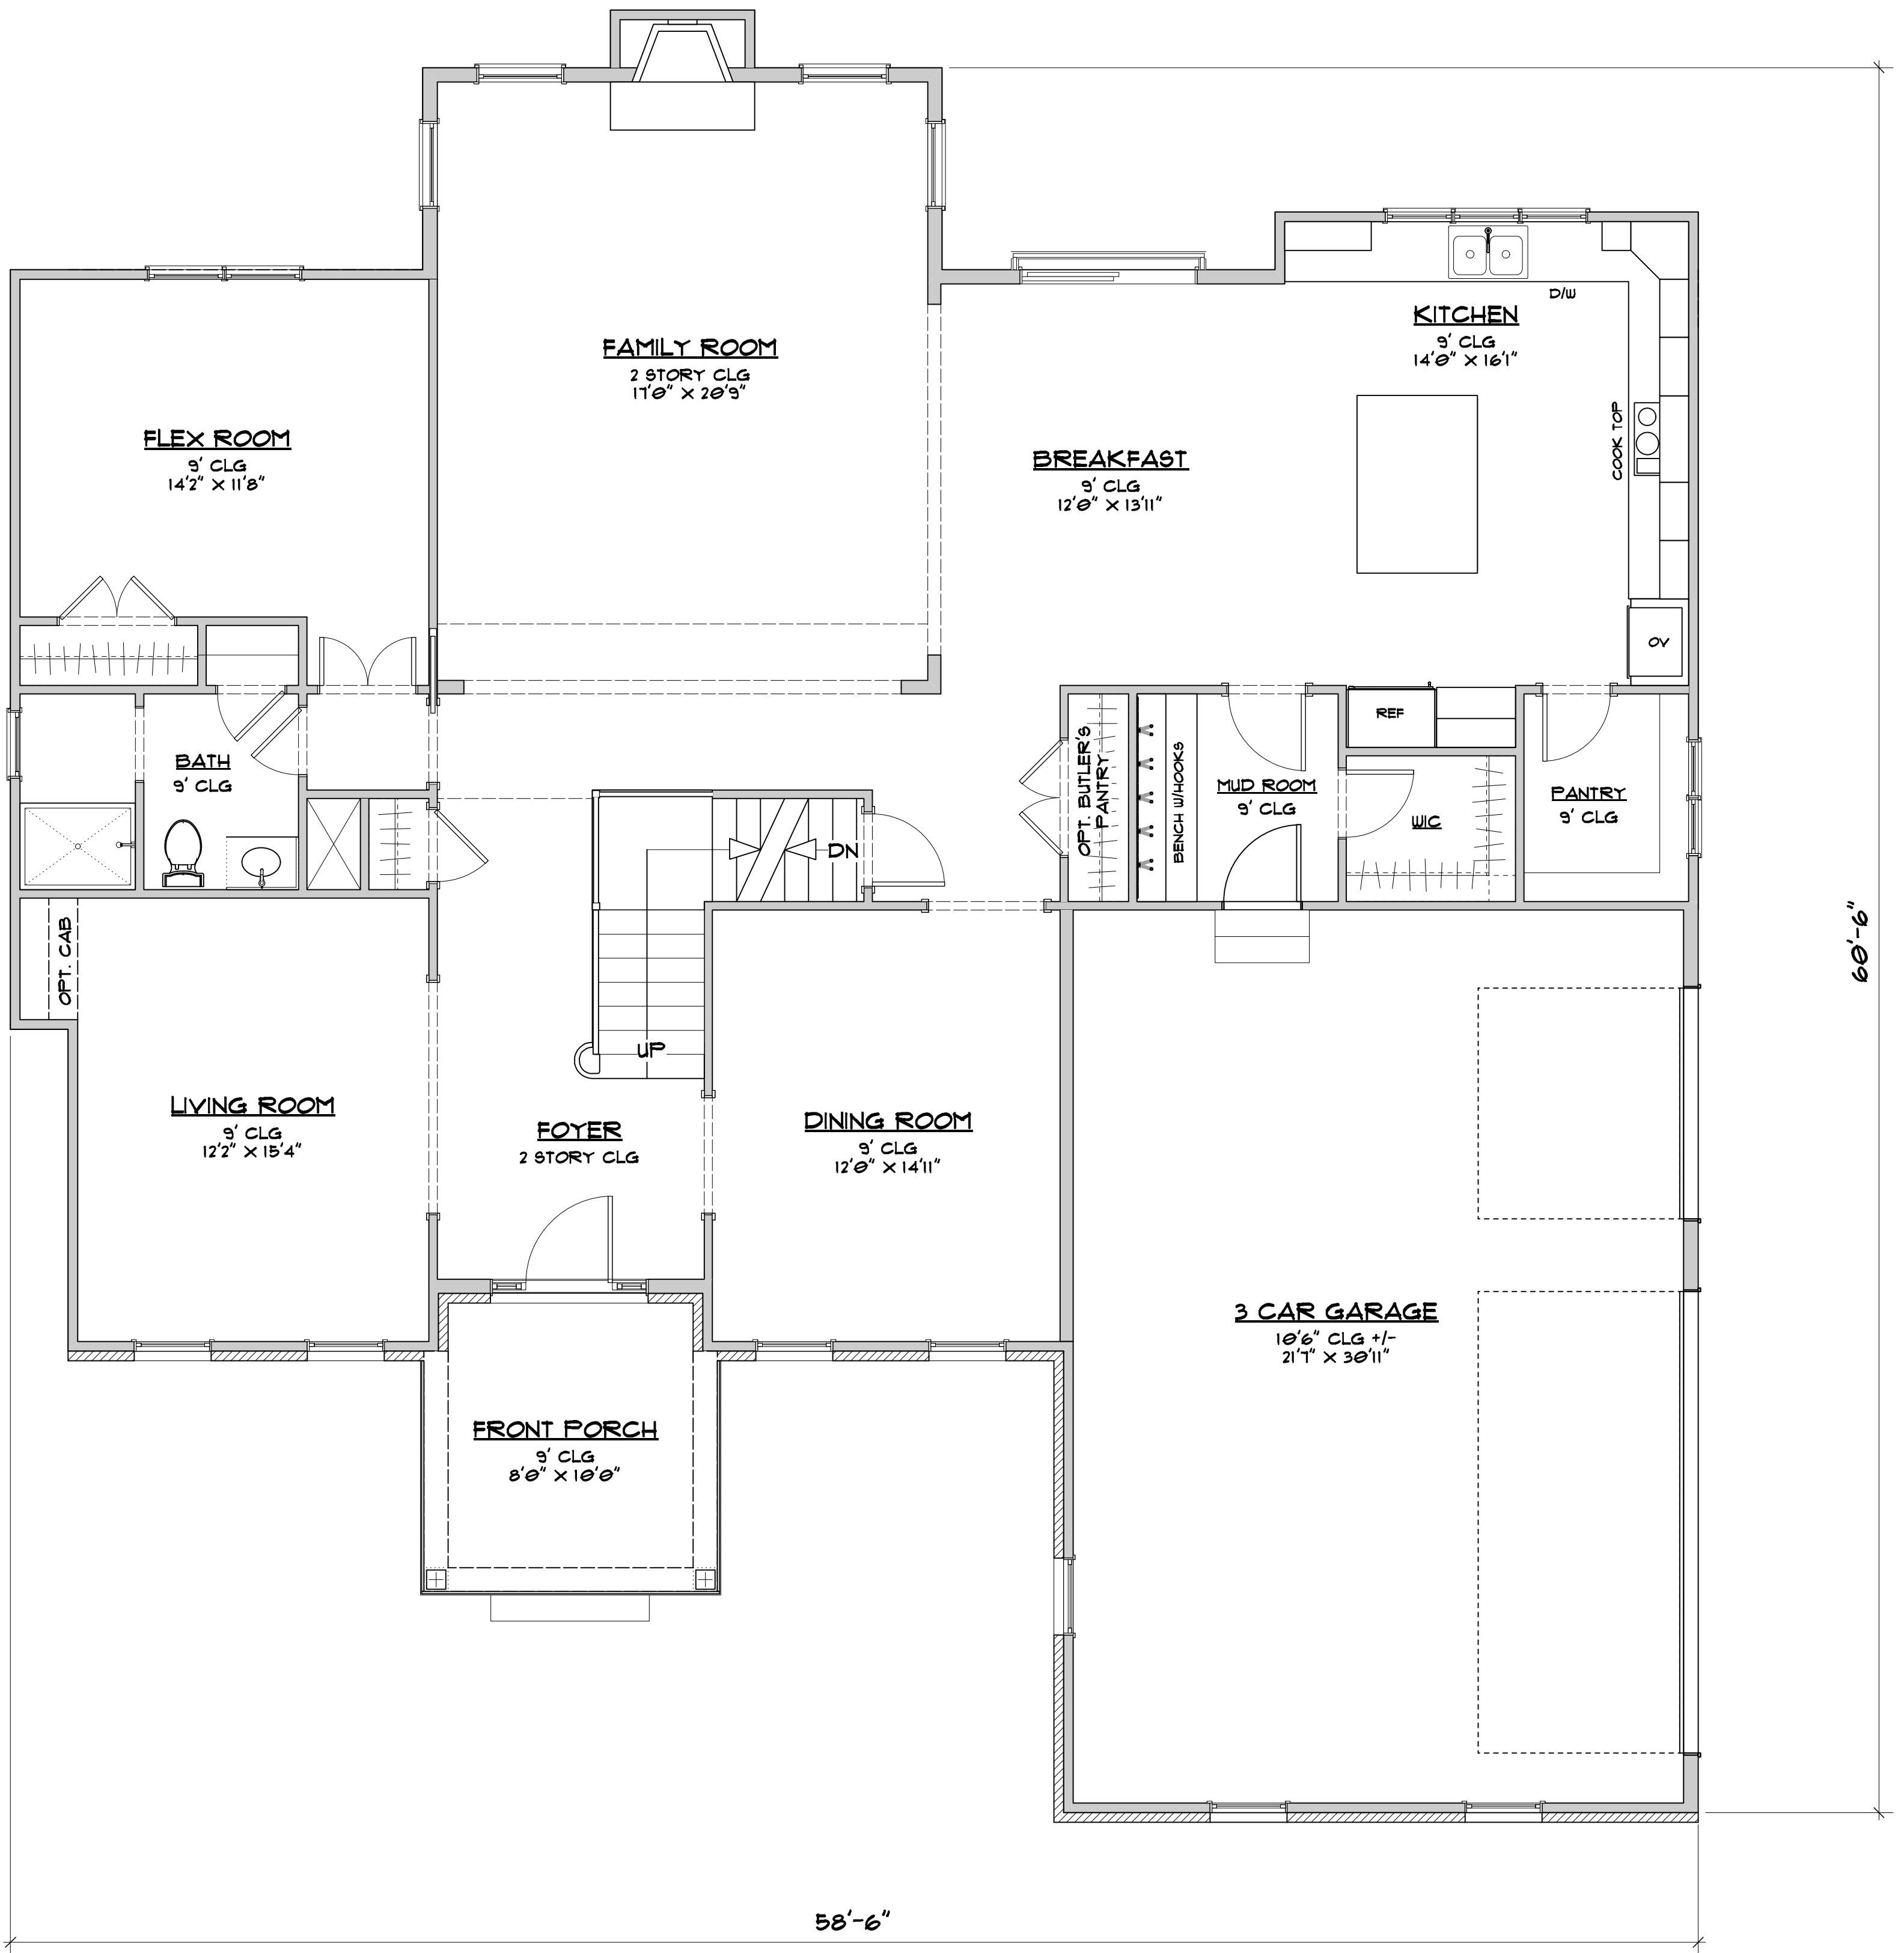 FAMILY ROOM
2 STORY CLG
17'0" X 20'9"
KITCHEN
9' CLG
14'0" X 16'1"
D/W
COOK TOP
FLEX ROOM
9' CLG
14'2" X 11'8"
BREAKFAST
9' CLG
12'0" X 13'11"
OV
REF
BATH
9' CLG
OPT. BUTLER'S
PANTRY
BENCH W/HOOKS
MUD ROOM
9' CLG
WIC
PANTRY
9' CLG
DN
UP
OPT. CAB
60'-6"
LIVING ROOM
9' CLG
12'2" X 15'4"
FOYER
2 STORY CLG
DINING ROOM
9' CLG
12'0" X 14'11"
3 CAR GARAGE
10'6" CLG +/-
21'7" X 30'11"
FRONT PORCH
9' CLG
8'0" X 10'0"
58'-6"